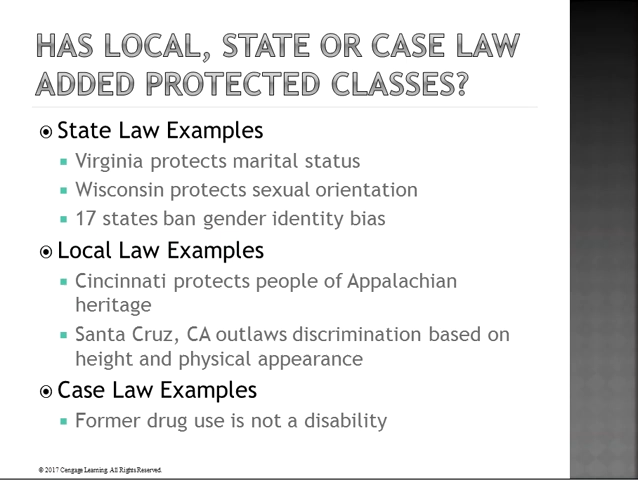 HAS LOCAL, STATE OR CASE LAW
ADDED PROTECTED CLASSES?
State Law Examples
Virginia protects marital status
Wisconsin protects sexual orientation
17 states ban gender identity bias
Local Law Examples
Cincinnati protects people of Appalachian
heritage
Santa Cruz, CA outlaws discrimination based on
height and physical appearance
Case Law Examples
Former drug use is not a disability
© 2017 Cengage Learning. All Rights Reserved.